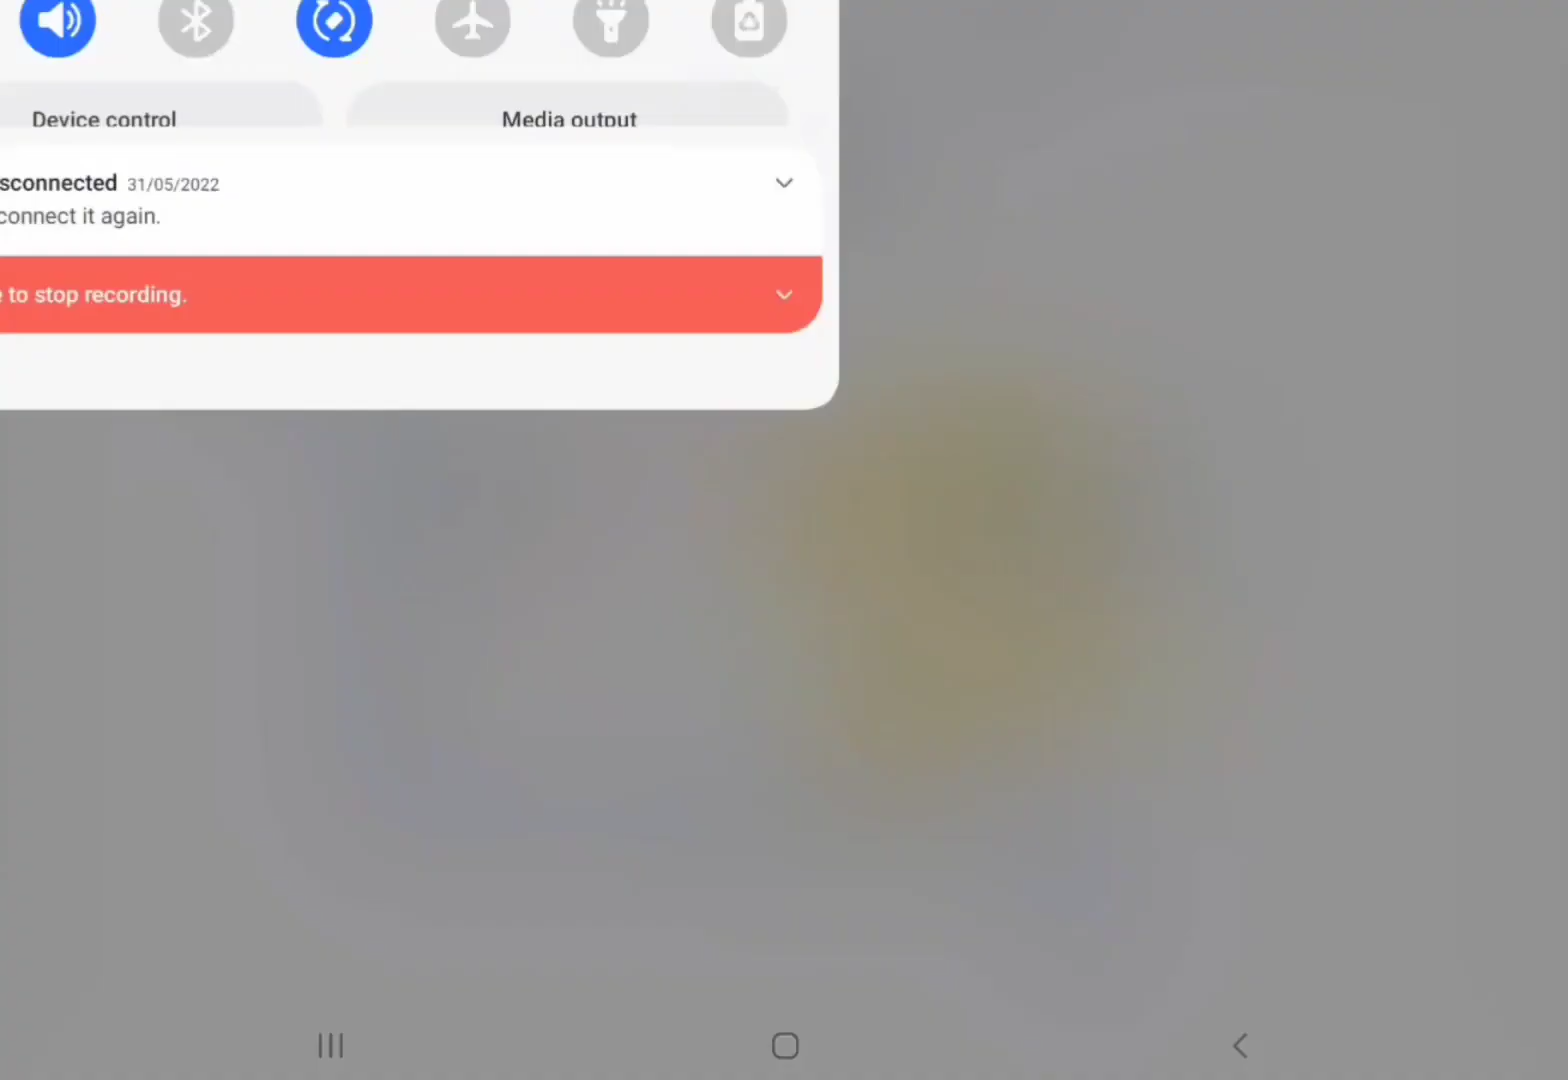 Device control
Media output
sconnected 31/05/2022
connect it again.
to stop recording.